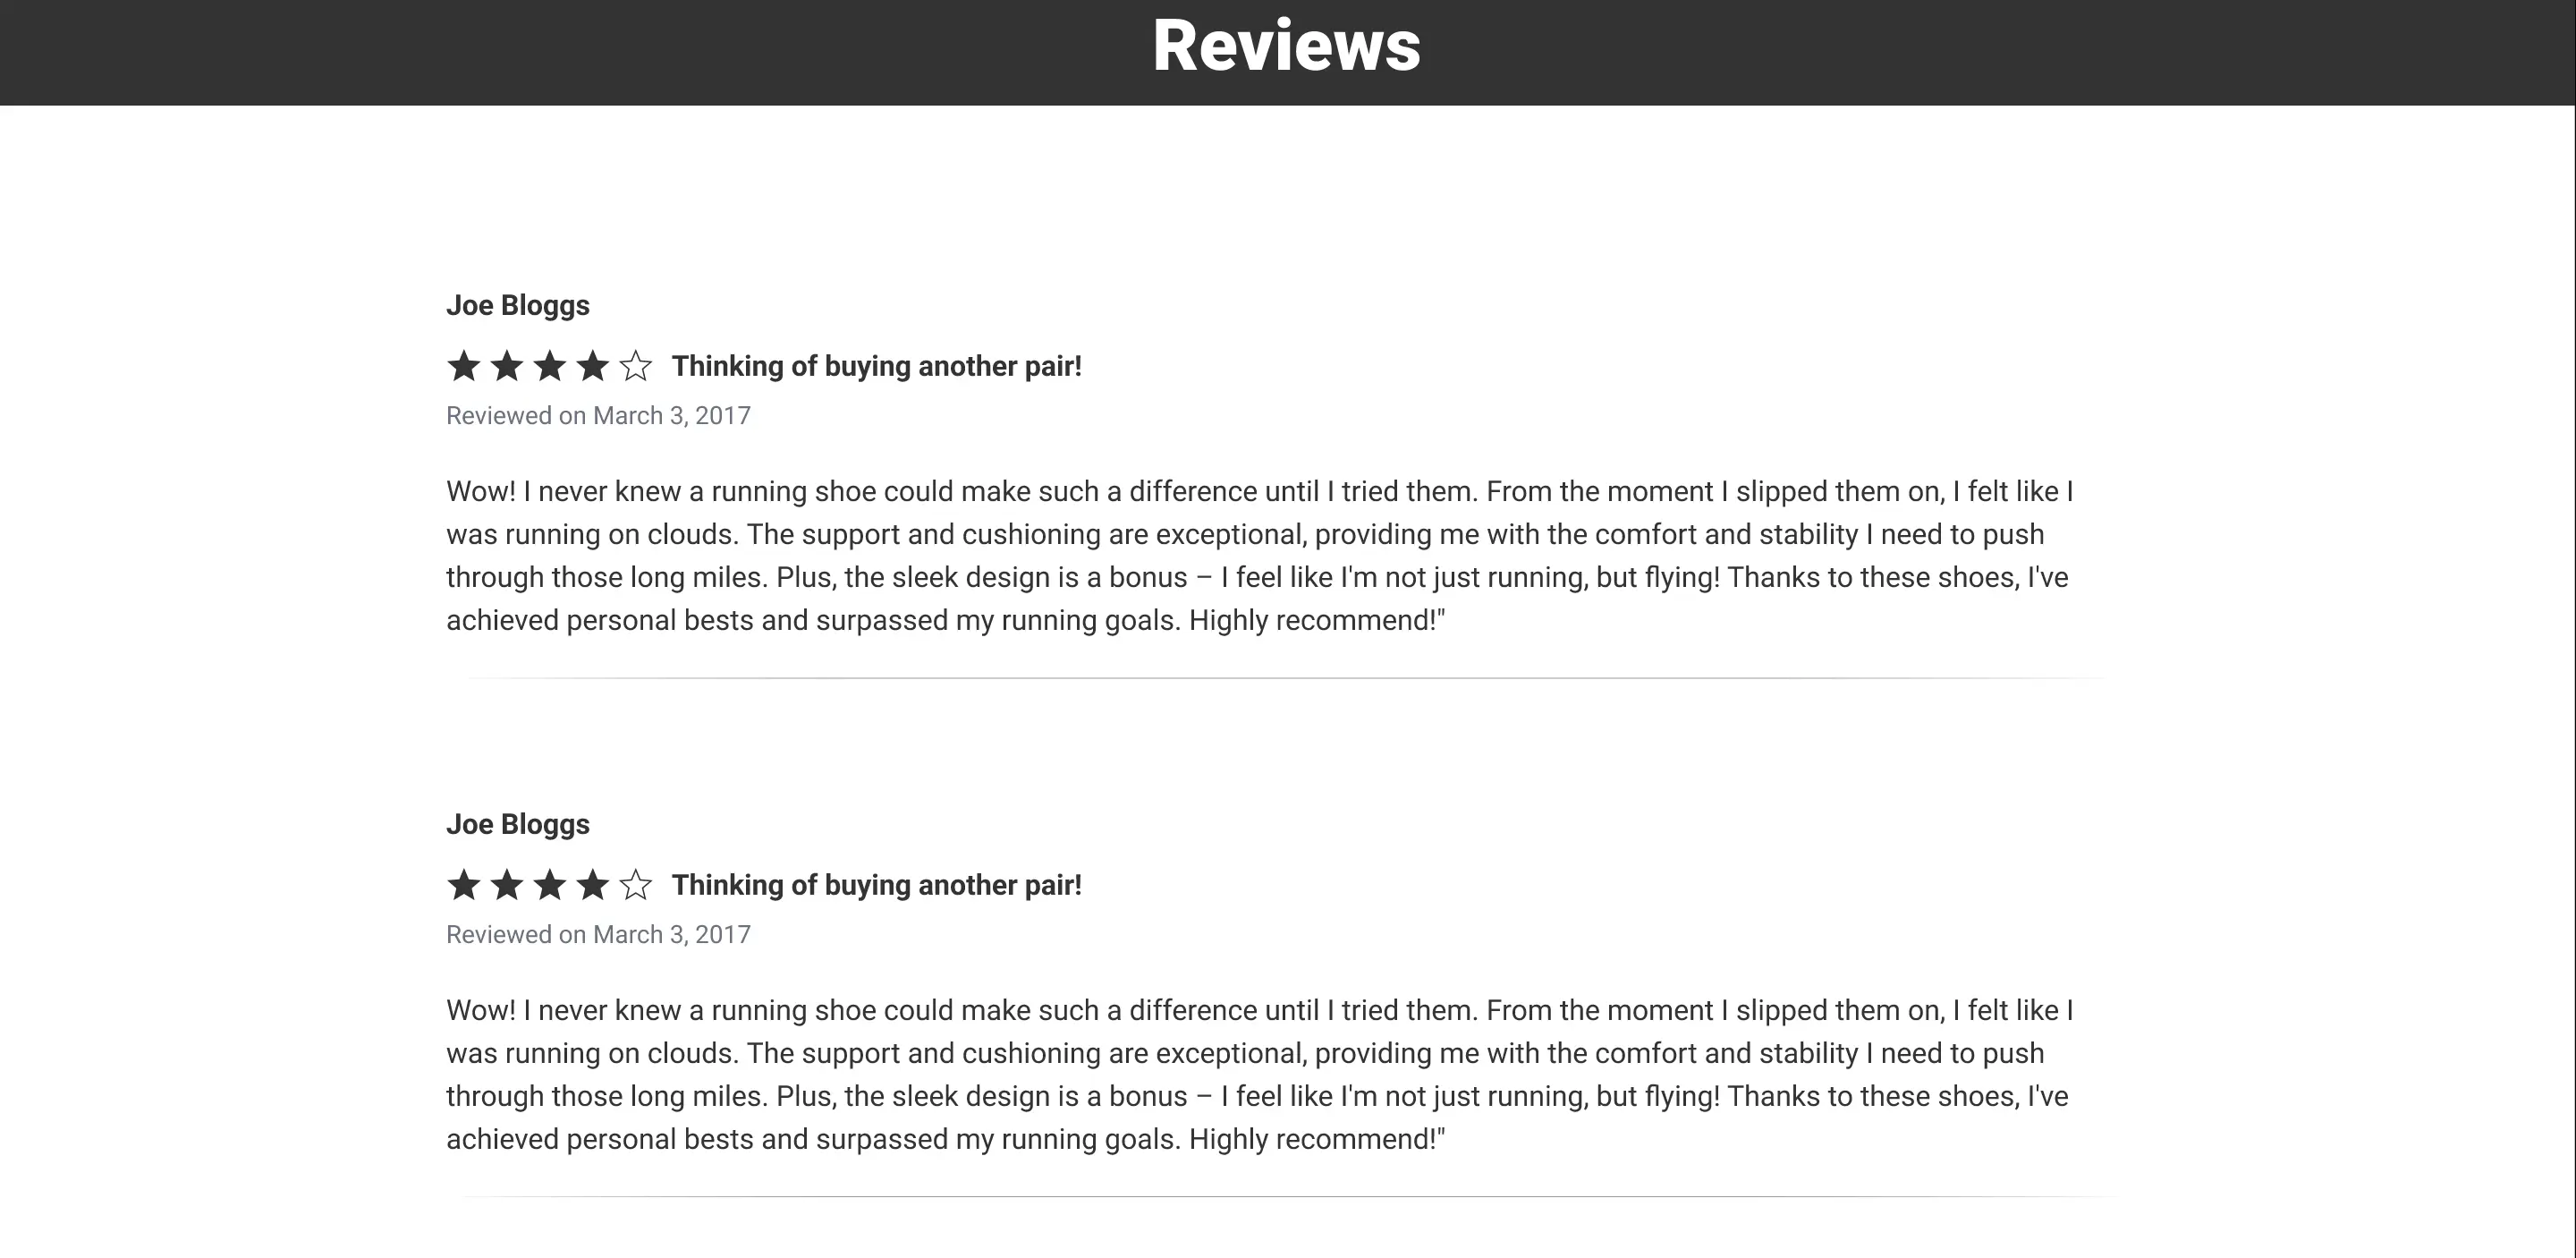 Reviews
Joe Bloggs
Thinking of buying another pair!
Reviewed on March 3, 2017
Wow! I never knew a running shoe could make such a difference until I tried them. From the moment I slipped them on, I felt like I
was running on clouds. The support and cushioning are exceptional, providing me with the comfort and stability I need to push
through those long miles. Plus, the sleek design is a bonus – I feel like I'm not just running, but flying! Thanks to these shoes, I've
achieved personal bests and surpassed my running goals. Highly recommend!"
Joe Bloggs
Thinking of buying another pair!
Reviewed on March 3, 2017
Wow! I never knew a running shoe could make such a difference until I tried them. From the moment I slipped them on, I felt like I
was running on clouds. The support and cushioning are exceptional, providing me with the comfort and stability I need to push
through those long miles. Plus, the sleek design is a bonus – I feel like I'm not just running, but flying! Thanks to these shoes, I've
achieved personal bests and surpassed my running goals. Highly recommend!"